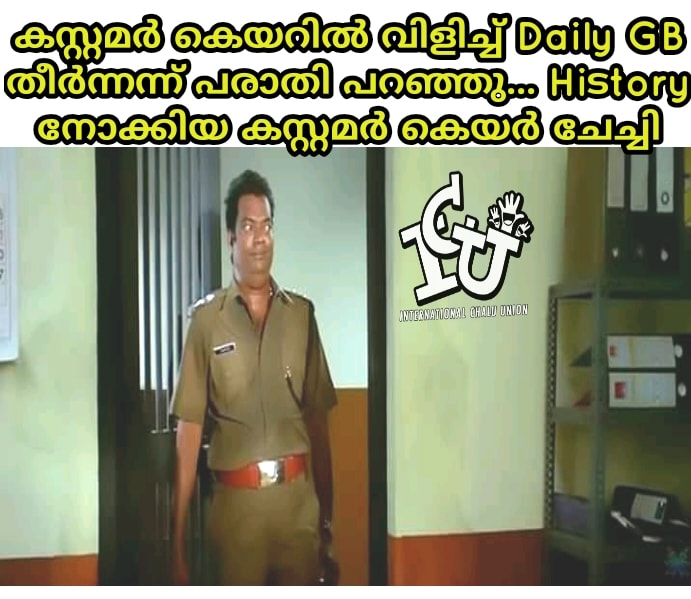 കസ്റ്റമർ കെയറിൽ വിളിച്ച് Daily GB
തീർന്നന്ന് പരാതി പറഞ്ഞു... History
നോക്കിയ കസ്റ്റമർ കെയർ ചേച്ചി
ICU
INTERNATIONAL CHALU UNION